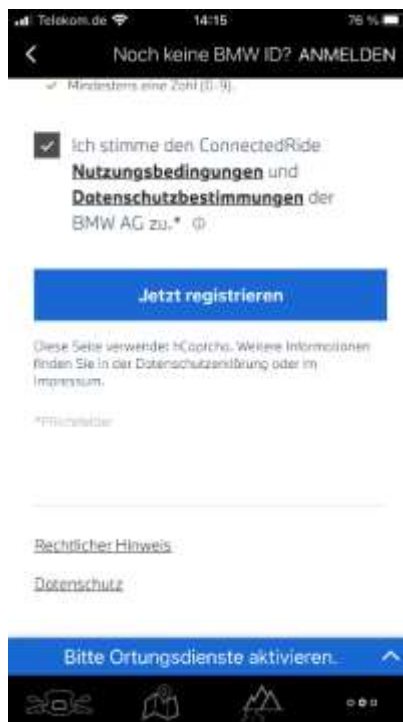 Telekom.de 14:15 76 %
Noch keine BMW ID? ANMELDEN
Mindestens eine Zahl (0-9).
Ich stimme den ConnectedRide
Nutzungsbedingungen und
Datenschutzbestimmungen der
BMW AG zu.*
Jetzt registrieren
Diese Seite verwendet hCaptcha. Weitere Informationen
finden Sie in der Datenschutzerklärung oder im
Impressum.
*Pflichtfelder
Rechtlicher Hinweis
Datenschutz
Bitte Ortungsdienste aktivieren.